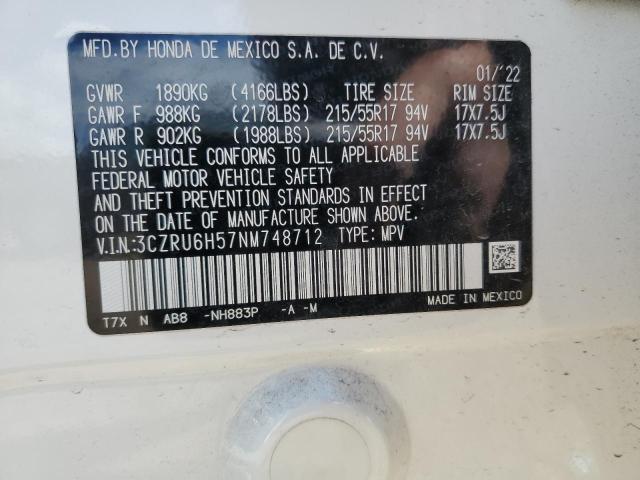 MFD. BY HONDA DE MEXICO S.A. DE C.V.
01/'22
GVWR 1890KG (4166LBS) TIRE SIZE RIM SIZE
GAWR F 988KG (2178LBS) 215/55R17 94V 17X7.5J
GAWR R 902KG (1988LBS) 215/55R17 94V 17X7.5J
THIS VEHICLE CONFORMS TO ALL APPLICABLE
FEDERAL MOTOR VEHICLE SAFETY
AND THEFT PREVENTION STANDARDS IN EFFECT
ON THE DATE OF MANUFACTURE SHOWN ABOVE.
V.I.N.:3CZRU6H57NM748712 TYPE: MPV
T7X N AB8 -NH883P -A -M MADE IN MEXICO